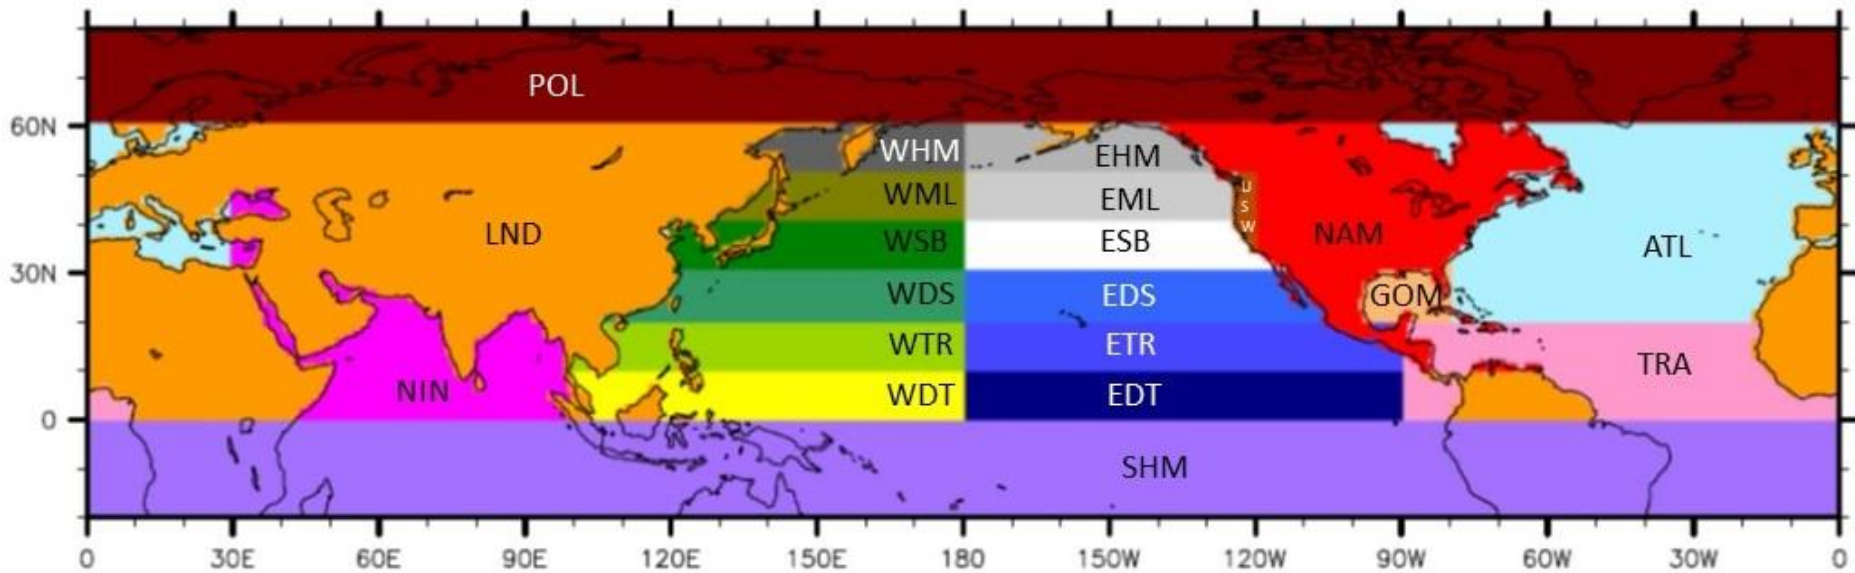 POL
60N
WHM
EHM
WML
EML
U
S
W
LND
WSB
ESB
NAM
ATL
30N
WDS
EDS
GOM
WTR
ETR
TRA
NIN
WDT
EDT
0
SHM
0 30E 60E 90E 120E 150E 180 150W 120W 90W 60W 30W 0